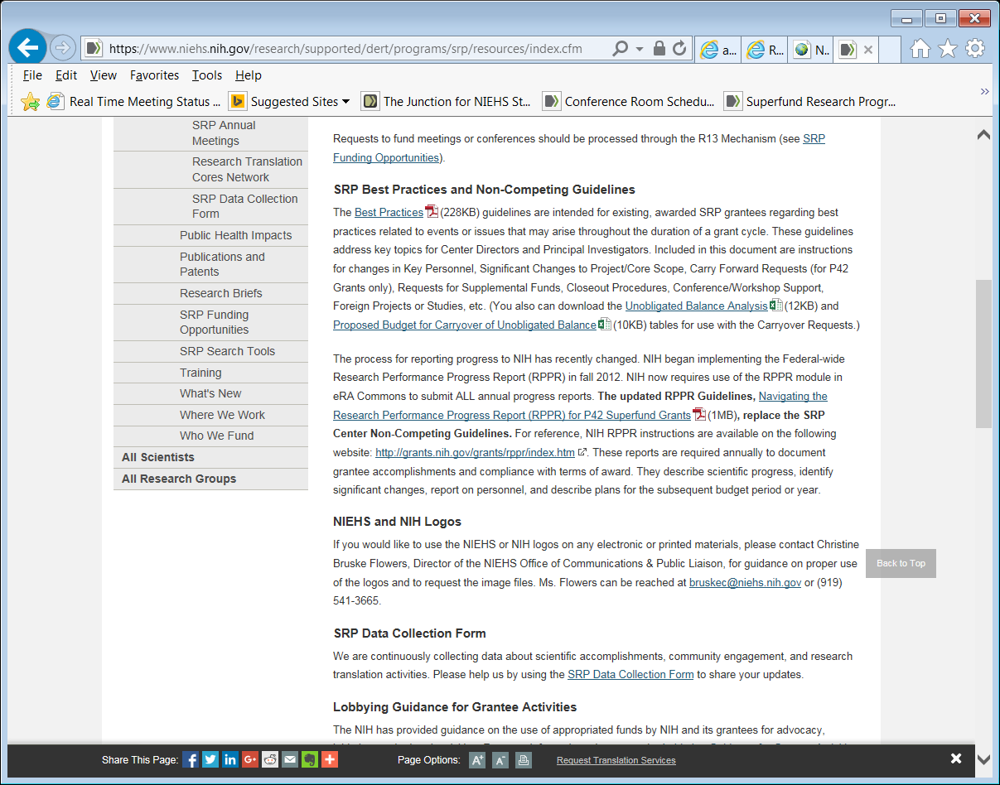 https://www.niehs.nih.gov/research/supported/dert/programs/srp/resources/index.cfm
a...
R...
N..
File Edit View Favorites Tools Help
Real Time Meeting Status ...
Suggested Sites
The Junction for NIEHS St...
Conference Room Schedu...
Superfund Research Progr...
SRP Annual
Meetings
Research Translation
Cores Network
SRP Data Collection
Form
Public Health Impacts
Publications and
Patents
Research Briefs
SRP Funding
Opportunities
SRP Search Tools
Training
What's New
Where We Work
Who We Fund
All Scientists
All Research Groups
Requests to fund meetings or conferences should be processed through the R13 Mechanism (see SRP
Funding Opportunities).
SRP Best Practices and Non-Competing Guidelines
The Best Practices (228KB) guidelines are intended for existing, awarded SRP grantees regarding best
practices related to events or issues that may arise throughout the duration of a grant cycle. These guidelines
address key topics for Center Directors and Principal Investigators. Included in this document are instructions
for changes in Key Personnel, Significant Changes to Project/Core Scope, Carry Forward Requests (for P42
Grants only), Requests for Supplemental Funds, Closeout Procedures, Conference/Workshop Support,
Foreign Projects or Studies, etc. (You also can download the Unobligated Balance Analysis (12KB) and
Proposed Budget for Carryover of Unobligated Balance (10KB) tables for use with the Carryover Requests.)
The process for reporting progress to NIH has recently changed. NIH began implementing the Federal-wide
Research Performance Progress Report (RPPR) in fall 2012. NIH now requires use of the RPPR module in
eRA Commons to submit ALL annual progress reports. The updated RPPR Guidelines, Navigating the
Research Performance Progress Report (RPPR) for P42 Superfund Grants (1MB), replace the SRP
Center Non-Competing Guidelines. For reference, NIH RPPR instructions are available on the following
website: http://grants.nih.gov/grants/rppr/index.htm. These reports are required annually to document
grantee accomplishments and compliance with terms of award. They describe scientific progress, identify
significant changes, report on personnel, and describe plans for the subsequent budget period or year.
NIEHS and NIH Logos
If you would like to use the NIEHS or NIH logos on any electronic or printed materials, please contact Christine
Bruske Flowers, Director of the NIEHS Office of Communications & Public Liaison, for guidance on proper use
of the logos and to request the image files. Ms. Flowers can be reached at bruskec@niehs.nih.gov or (919)
541-3665.
Back to Top
SRP Data Collection Form
We are continuously collecting data about scientific accomplishments, community engagement, and research
translation activities. Please help us by using the SRP Data Collection Form to share your updates.
Lobbying Guidance for Grantee Activities
The NIH has provided guidance on the use of appropriated funds by NIH and its grantees for advocacy,
Share This Page:
Page Options: A+ A-
Request Translation Services